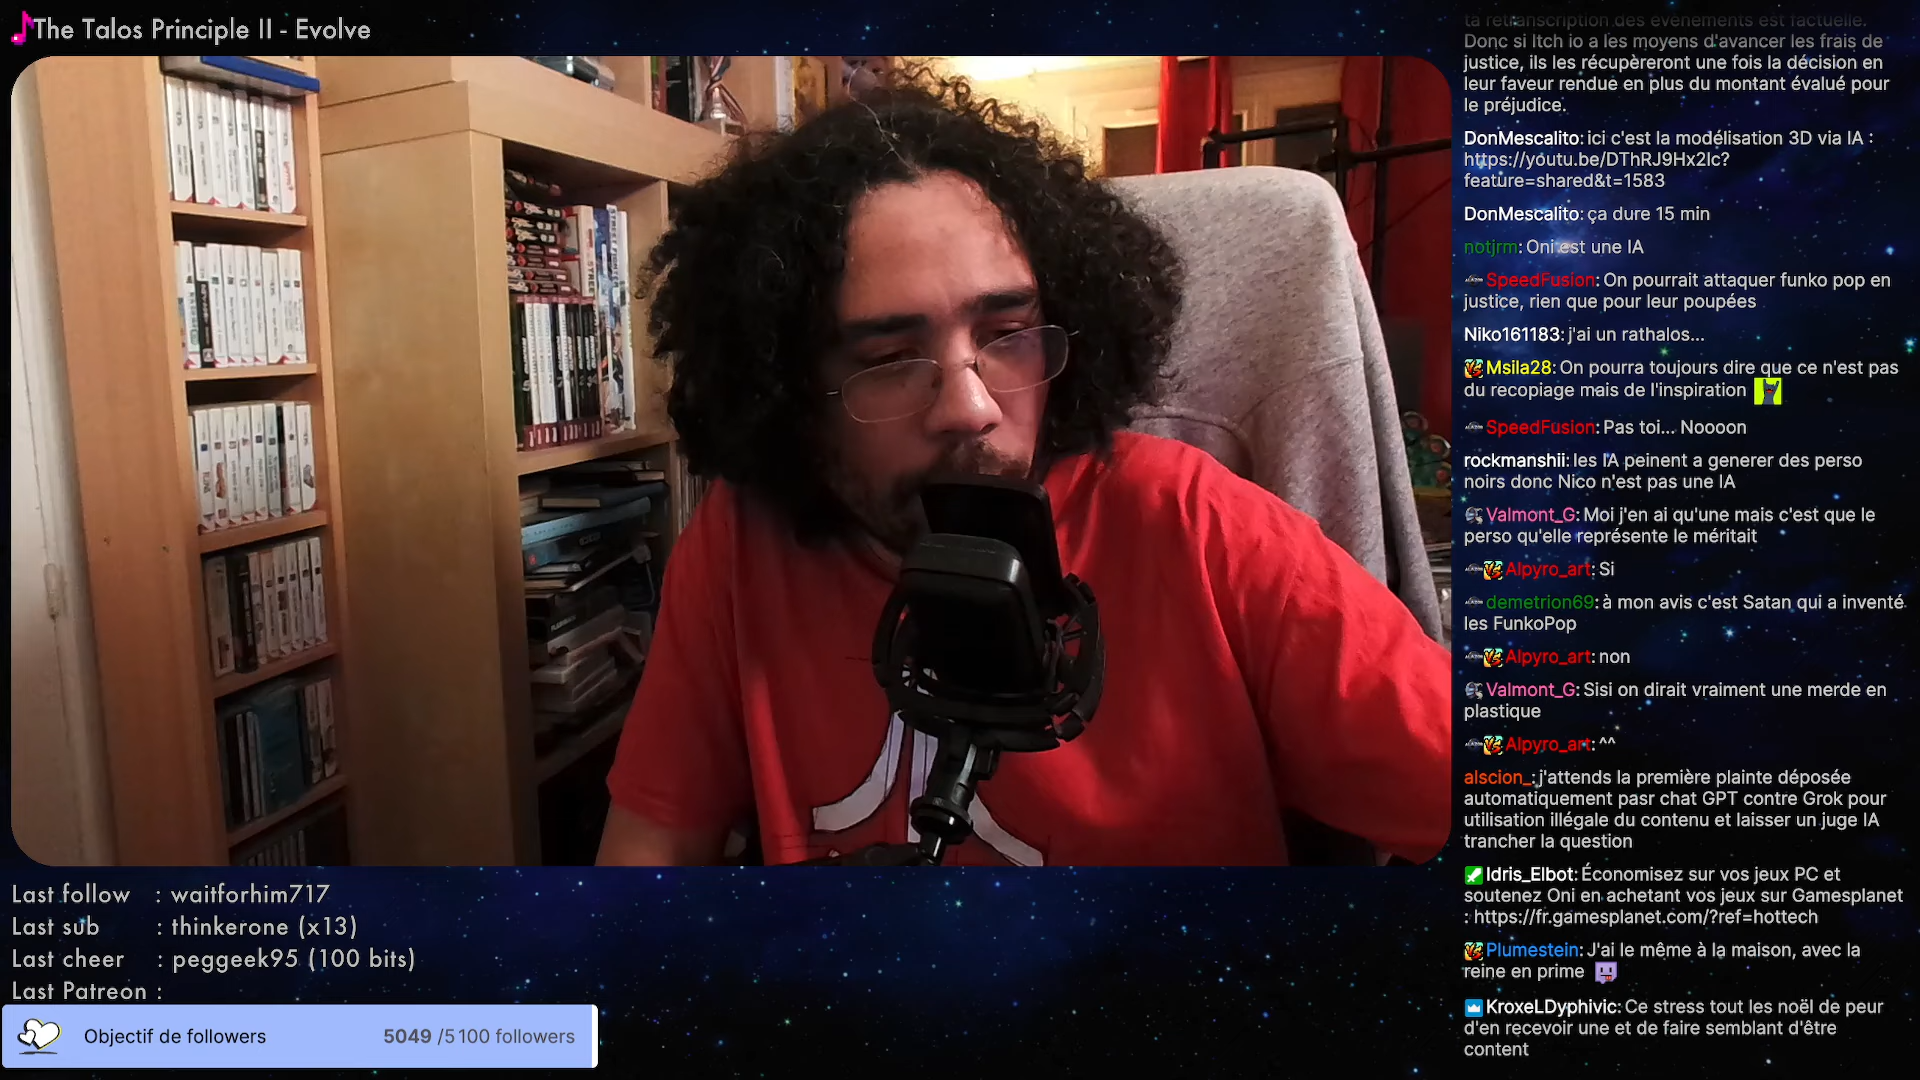 The Talos Principle II - Evolve
ta retranscription des événements est factuelle.
Donc si Itch io a les moyens d'avancer les frais de
justice, ils les récupèreront une fois la décision en
leur faveur rendue en plus du montant évalué pour
le préjudice.
DonMescalito: ici c'est la modélisation 3D via IA :
https://youtu.be/DThRJ9Hx2Ic?
feature=shared&t=1583
DonMescalito: ça dure 15 min
notjrm: Oni est une IA
SpeedFusion: On pourrait attaquer funko pop en
justice, rien que pour leur poupées
Niko161183: j'ai un rathalos...
Msila28: On pourra toujours dire que ce n'est pas
du recopiage mais de l'inspiration
SpeedFusion: Pas toi... Noooon
rockmanshii: les IA peinent a generer des perso
noirs donc Nico n'est pas une IA
Valmont_G: Moi j'en ai qu'une mais c'est que le
perso qu'elle représente le méritait
Alpyro_art: Si
demetrion69: à mon avis c'est Satan qui a inventé
les FunkoPop
Alpyro_art: non
Valmont_G: Sisi on dirait vraiment une merde en
plastique
Alpyro_art: ^^
alscion_: j'attends la première plainte déposée
automatiquement pasr chat GPT contre Grok pour
utilisation illégale du contenu et laisser un juge IA
trancher la question
Idris_Elbot: Économisez sur vos jeux PC et
soutenez Oni en achetant vos jeux sur Gamesplanet
: https://fr.gamesplanet.com/?ref=hottech
Plumestein: J'ai le même à la maison, avec la
reine en prime
KroxeLDyphivic: Ce stress tout les noël de peur
d'en recevoir une et de faire semblant d'être
content
Last follow : waitforhim717
Last sub : thinkerone (x13)
Last cheer : peggeek95 (100 bits)
Last Patreon :
Objectif de followers 5049 /5 100 followers